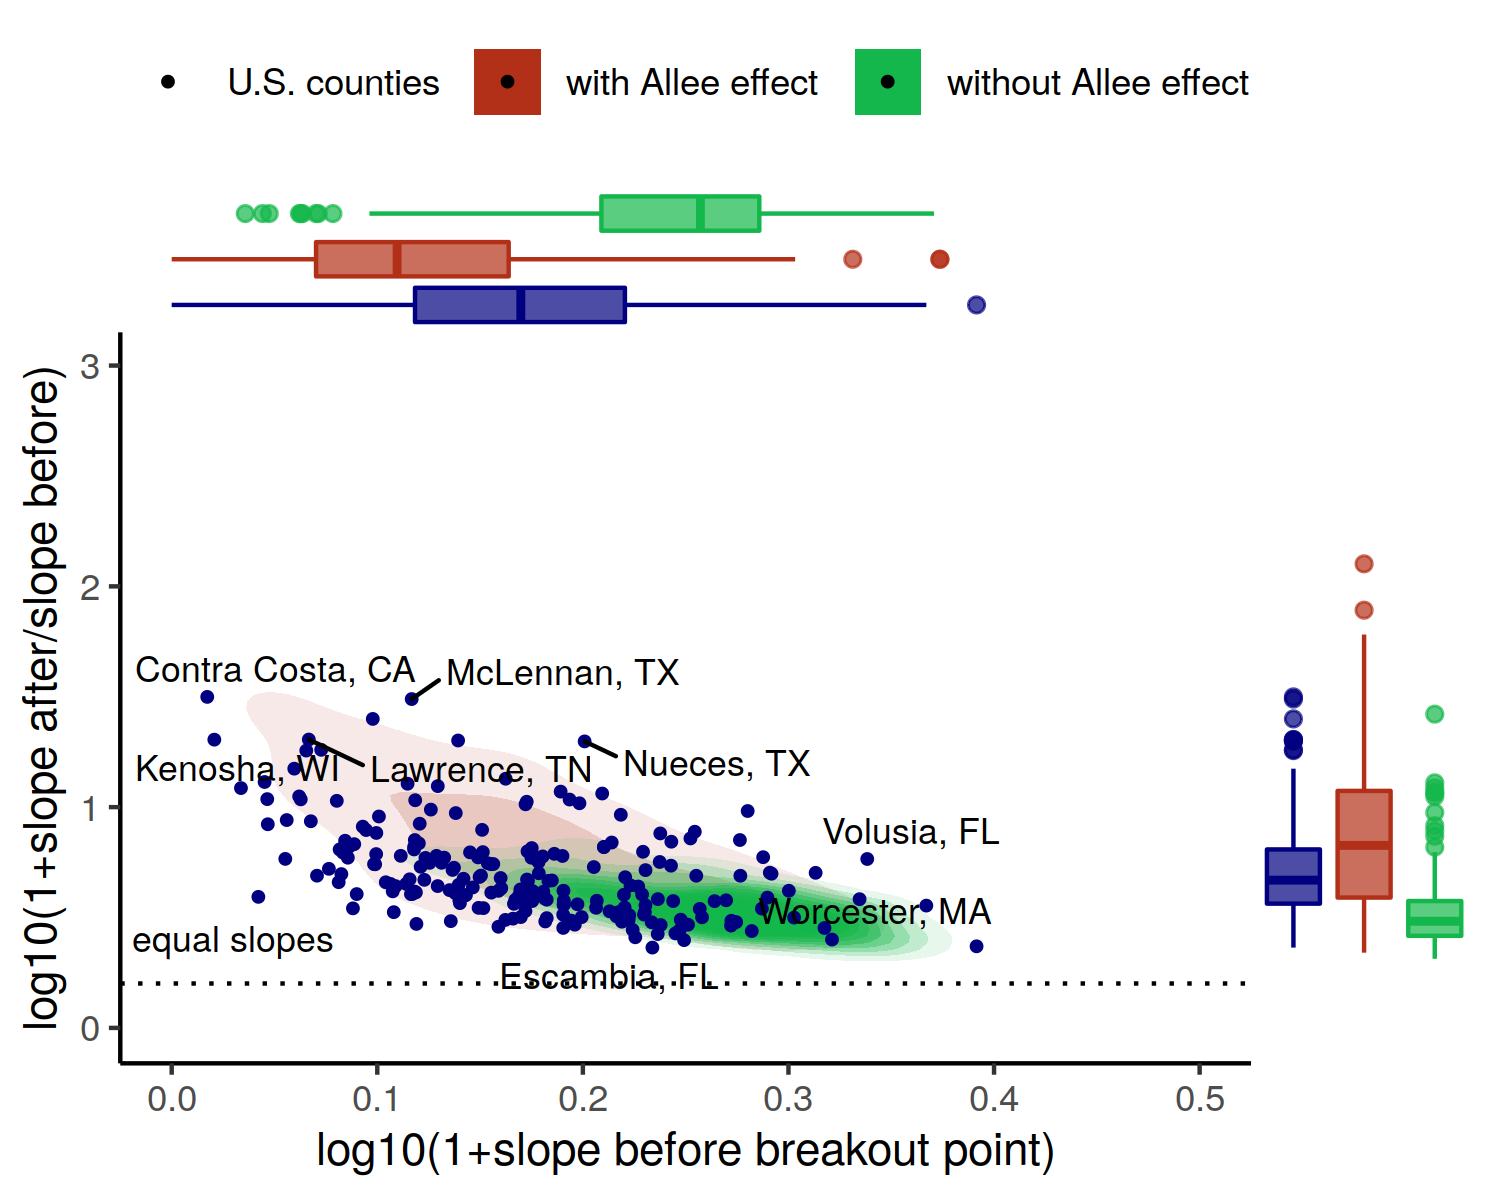 U.S. counties with Allee effect without Allee effect
3
2
1
0
log10(1+slope after/slope before)
Contra Costa, CA
McLennan, TX
Kenosha, WI
Lawrence, TN
Nueces, TX
Volusia, FL
Worcester, MA
equal slopes
Escambia, FL
0.0 0.1 0.2 0.3 0.4 0.5
log10(1+slope before breakout point)